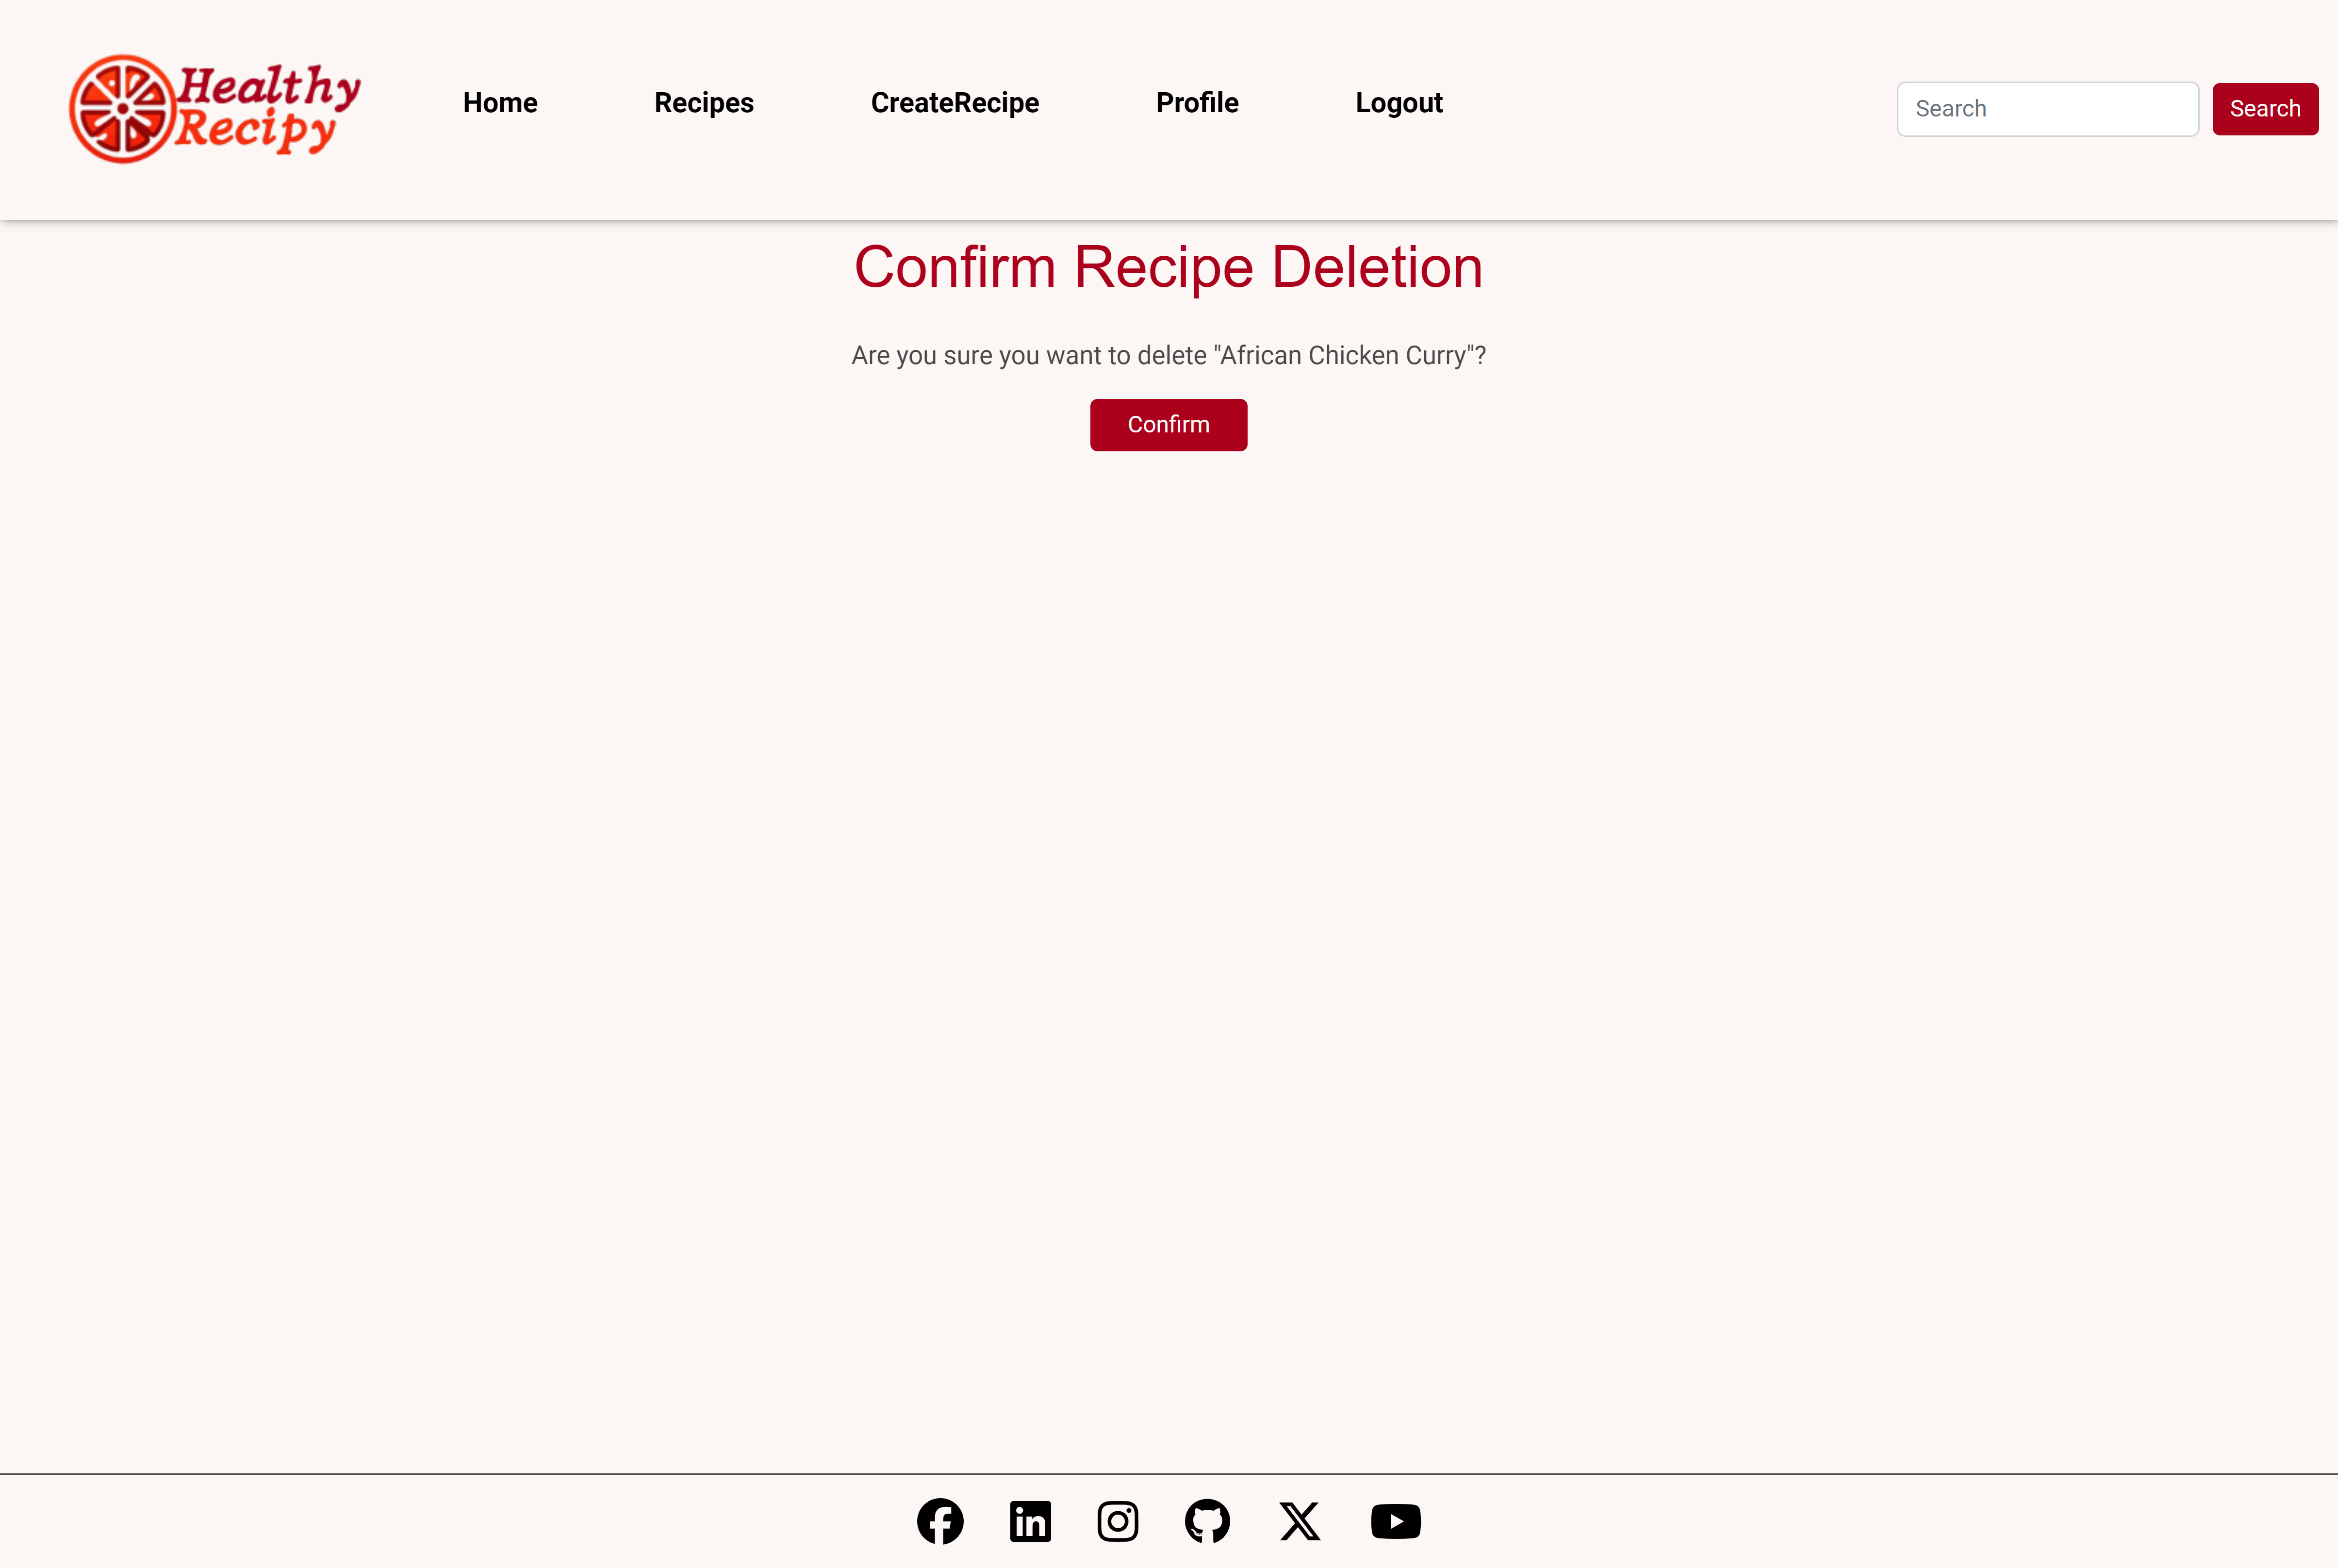 Healthy
Recipy
Home Recipes CreateRecipe Profile Logout Search Search
Confirm Recipe Deletion
Are you sure you want to delete "African Chicken Curry"?
Confirm